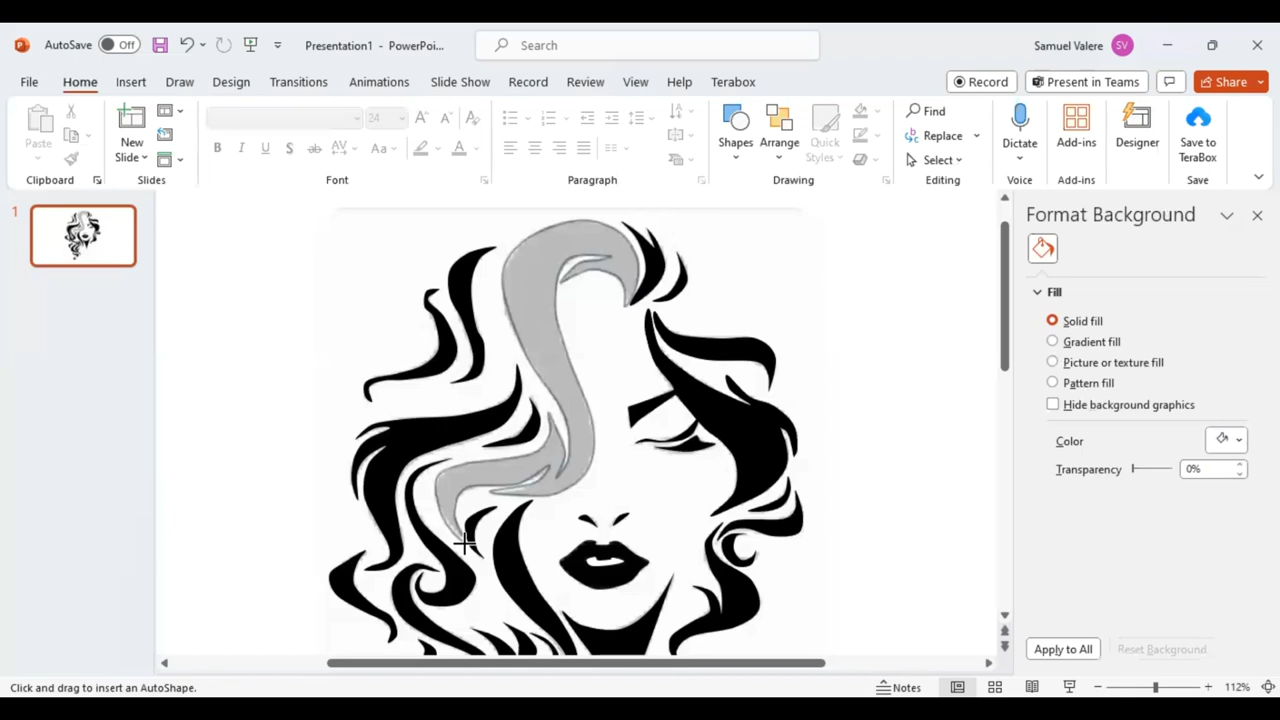 AutoSave Off Presentation1 - PowerPoi... Search Samuel Valere SV
File Home Insert Draw Design Transitions Animations Slide Show Record Review View Help Terabox Record Present in Teams Share
Paste New Slide 24 B I U S ab AV Aa A A A A Shapes Arrange Quick Styles Find Replace Select Dictate Add-ins Designer Save to TeraBox
Clipboard Slides Font Paragraph Drawing Editing Voice Add-ins Save
1
Format Background
Fill
Solid fill
Gradient fill
Picture or texture fill
Pattern fill
Hide background graphics
Color
Transparency 0%
Apply to All Reset Background
Click and drag to insert an AutoShape. Notes 112%